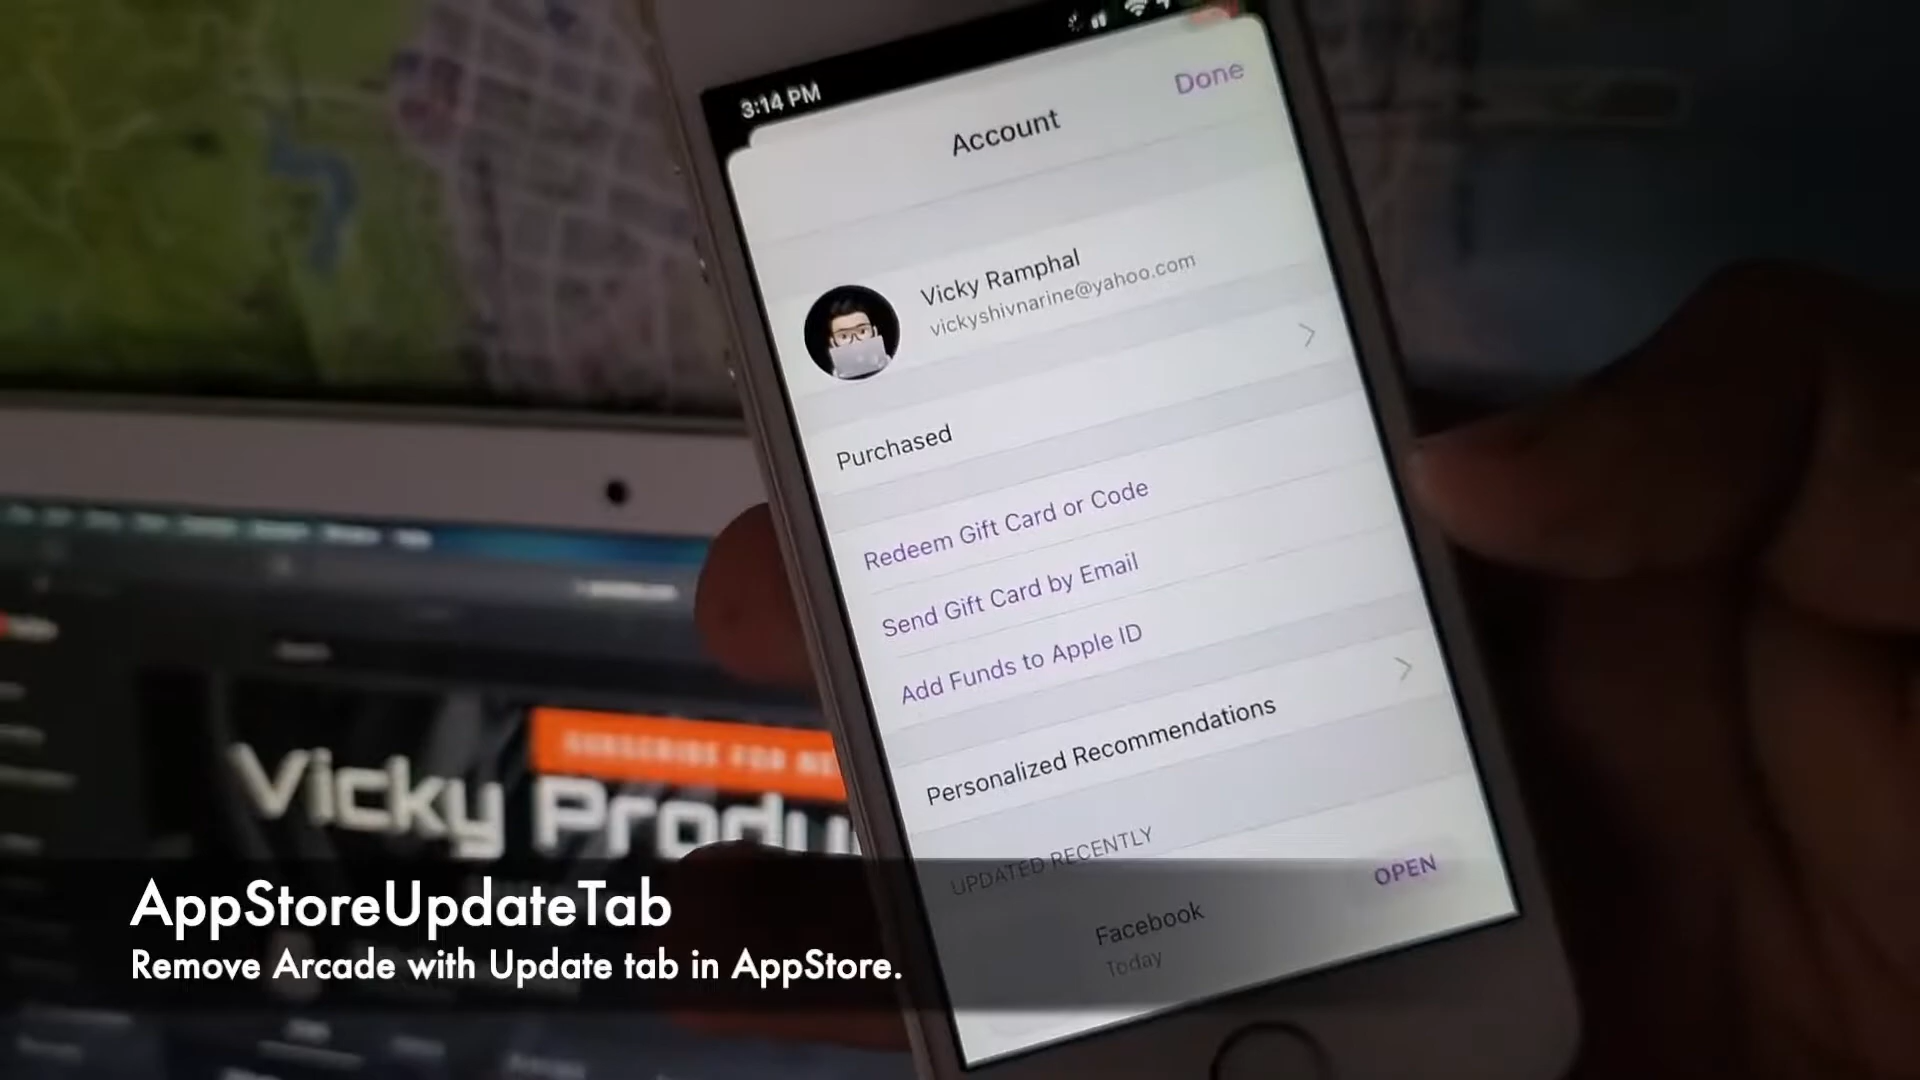 3:14 PM
Done
Account
Vicky Ramphal
vickyshivnarine@yahoo.com
Purchased
Redeem Gift Card or Code
Send Gift Card by Email
Add Funds to Apple ID
Personalized Recommendations
UPDATED RECENTLY
Facebook
OPEN
Today
SUBSCRIBE FOR
Vicky Produ
AppStoreUpdateTab
Remove Arcade with Update tab in AppStore.